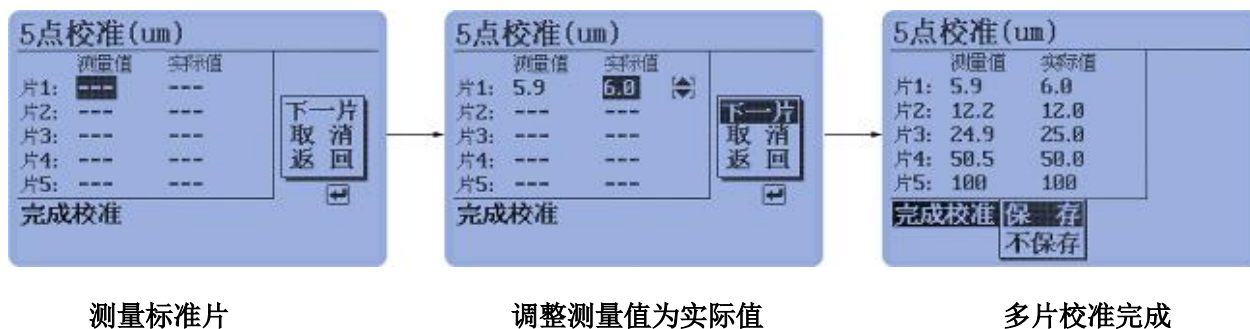 5点校准(um)
测量值 实际值
片1: --- ---
片2: --- ---
片3: --- ---
片4: --- ---
片5: --- ---
下一片
取 消
返 回
完成校准
测量标准片
5点校准(um)
测量值 实际值
片1: 5.9 6.0
片2: --- ---
片3: --- ---
片4: --- ---
片5: --- ---
下一片
取 消
返 回
完成校准
调整测量值为实际值
5点校准(um)
测量值 实际值
片1: 5.9 6.0
片2: 12.2 12.0
片3: 24.9 25.0
片4: 50.5 50.0
片5: 100 100
完成校准 保 存
不保存
多片校准完成